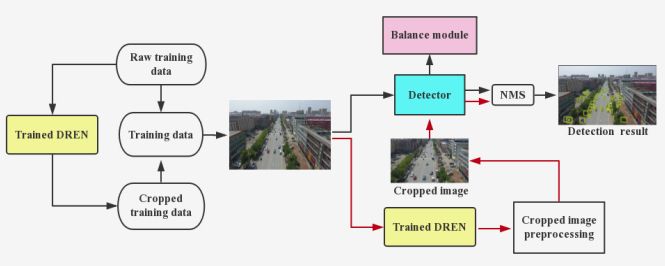 Raw training
data
Trained DREN
Training data
Cropped
training data
Balance module
Detector
NMS
Detection result
Cropped image
Trained DREN
Cropped image
preprocessing